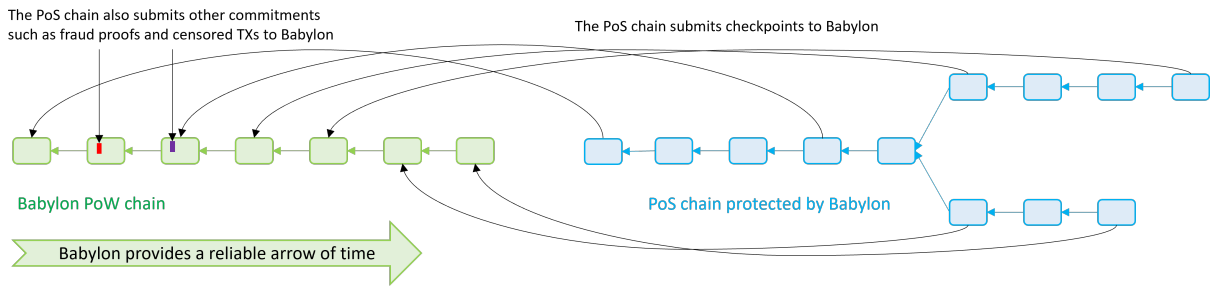 The PoS chain also submits other commitments
such as fraud proofs and censored TXs to Babylon
The PoS chain submits checkpoints to Babylon
Babylon PoW chain
PoS chain protected by Babylon
Babylon provides a reliable arrow of time